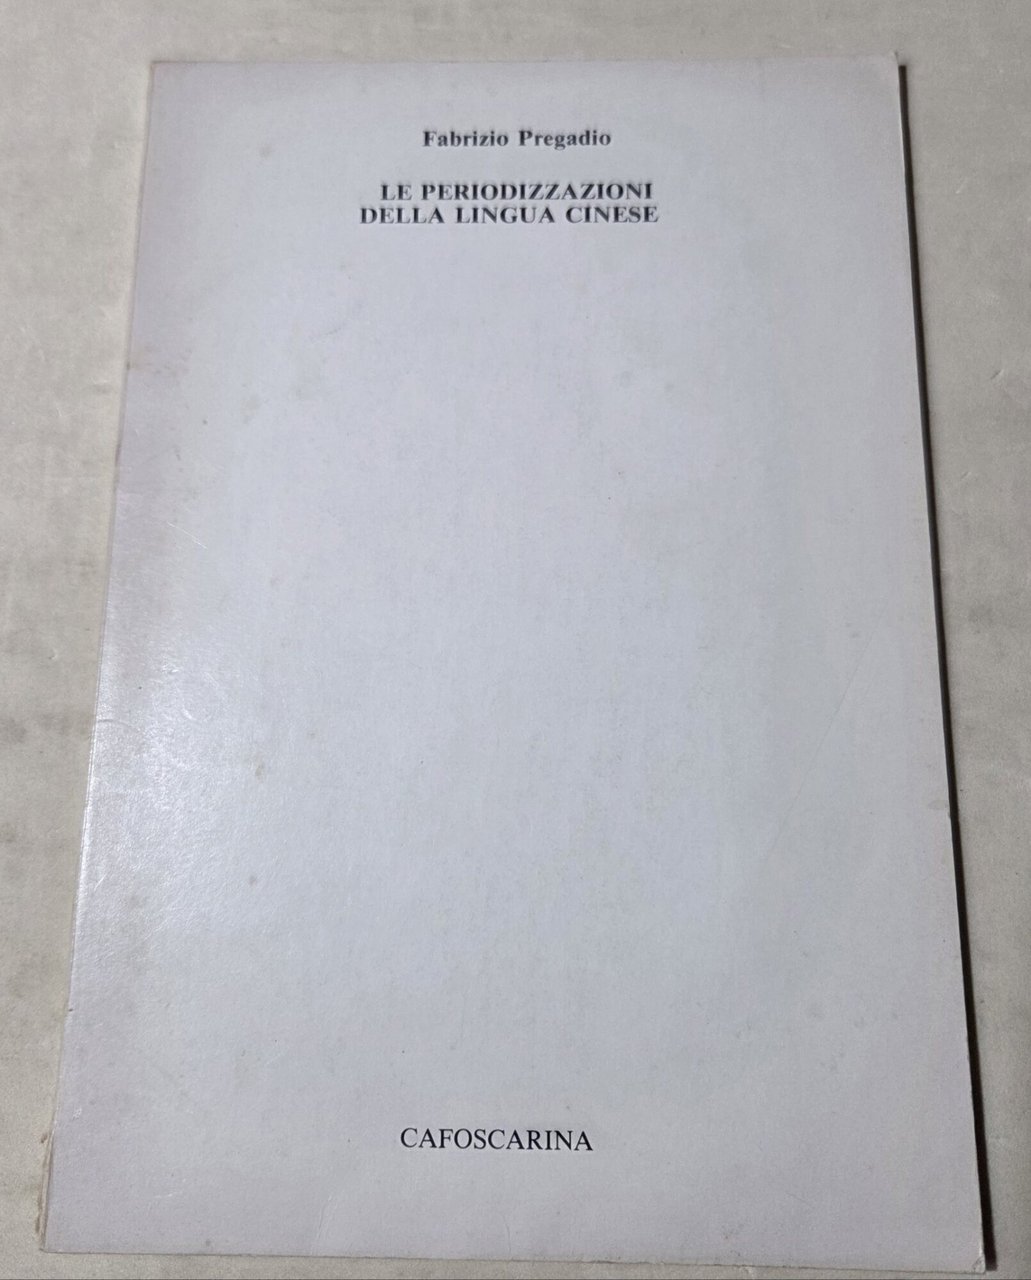 Fabrizio Pregadio
LE PERIODIZZAZIONI
DELLA LINGUA CINESE
CAFOSCARINA